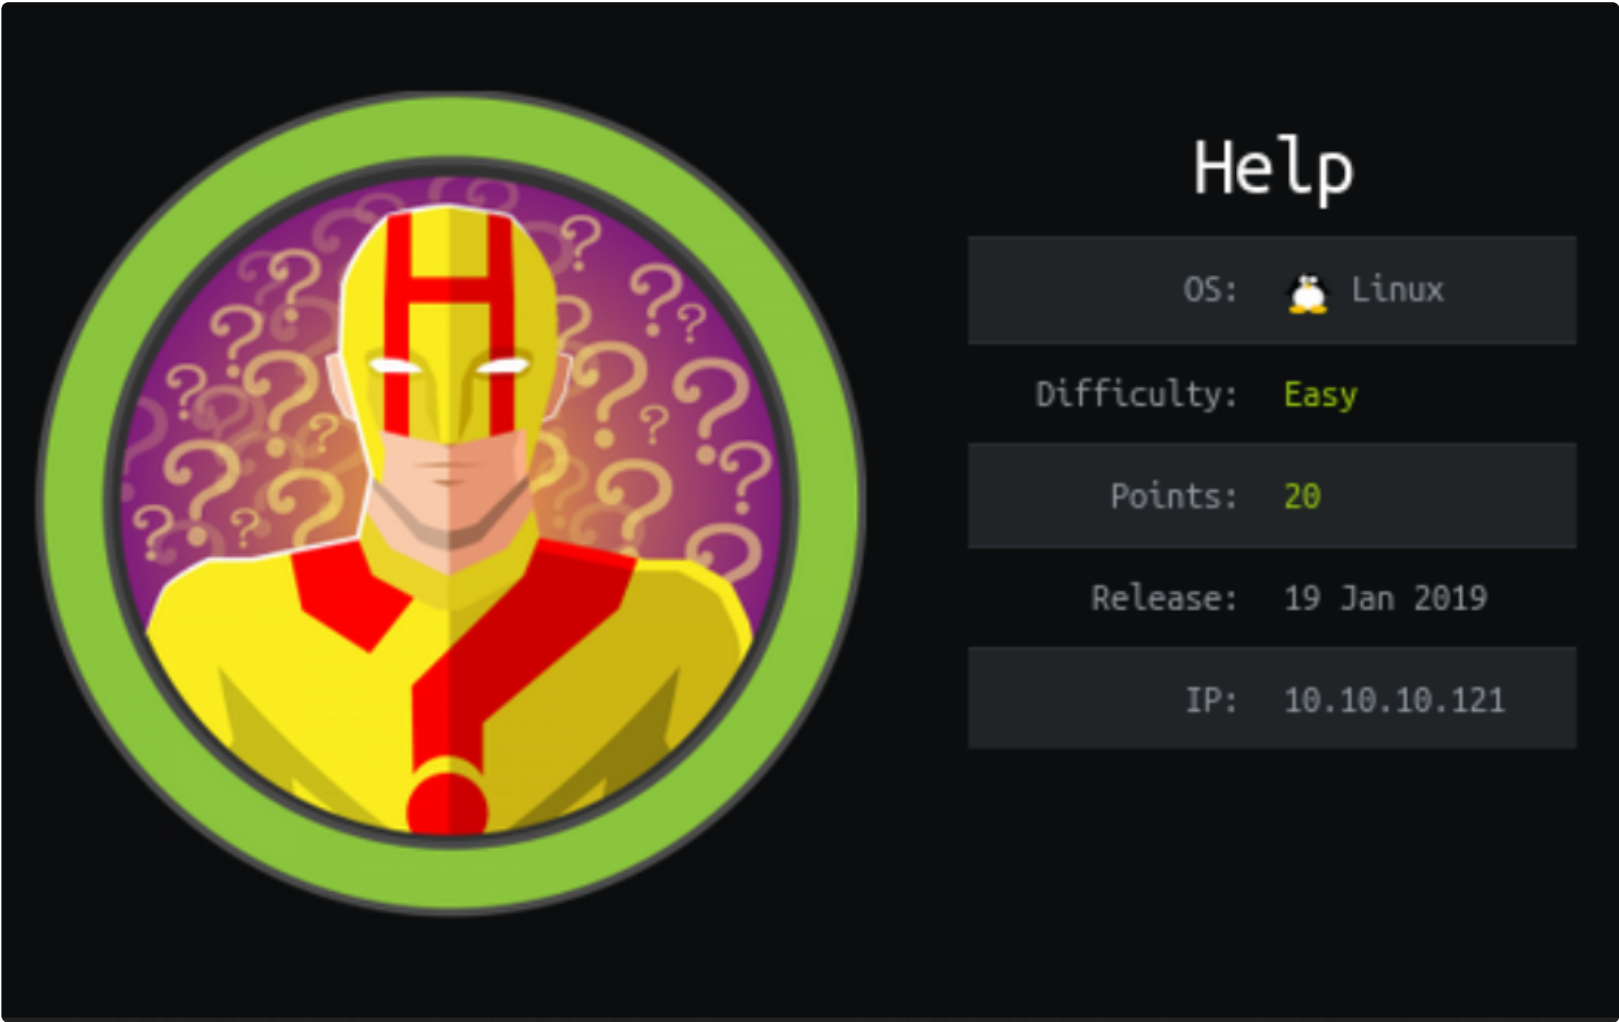 Help
OS: Linux
Difficulty: Easy
Points: 20
Release: 19 Jan 2019
IP: 10.10.10.121